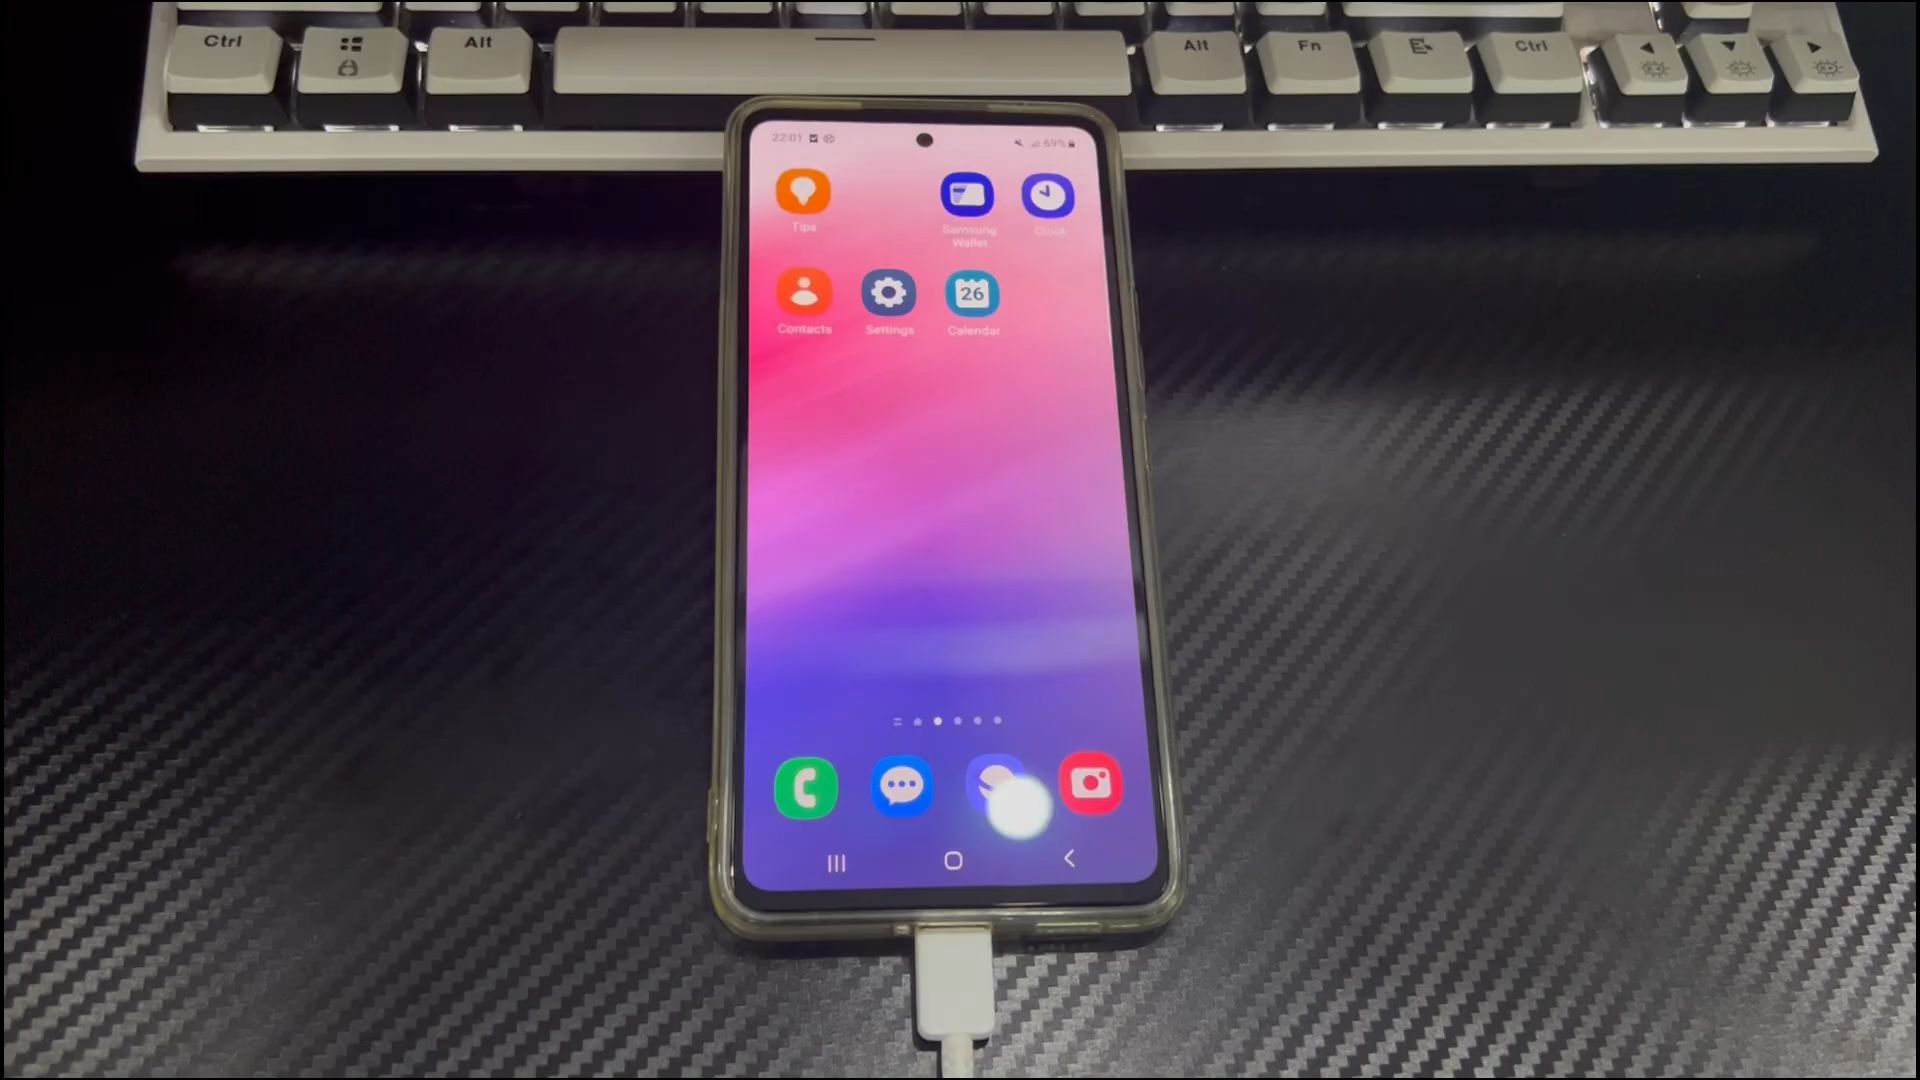 Ctrl
Alt
Alt
Fn
Ctrl
22:01
69%
Tips
Samsung
Wallet
Clock
Contacts
Settings
26
Calendar